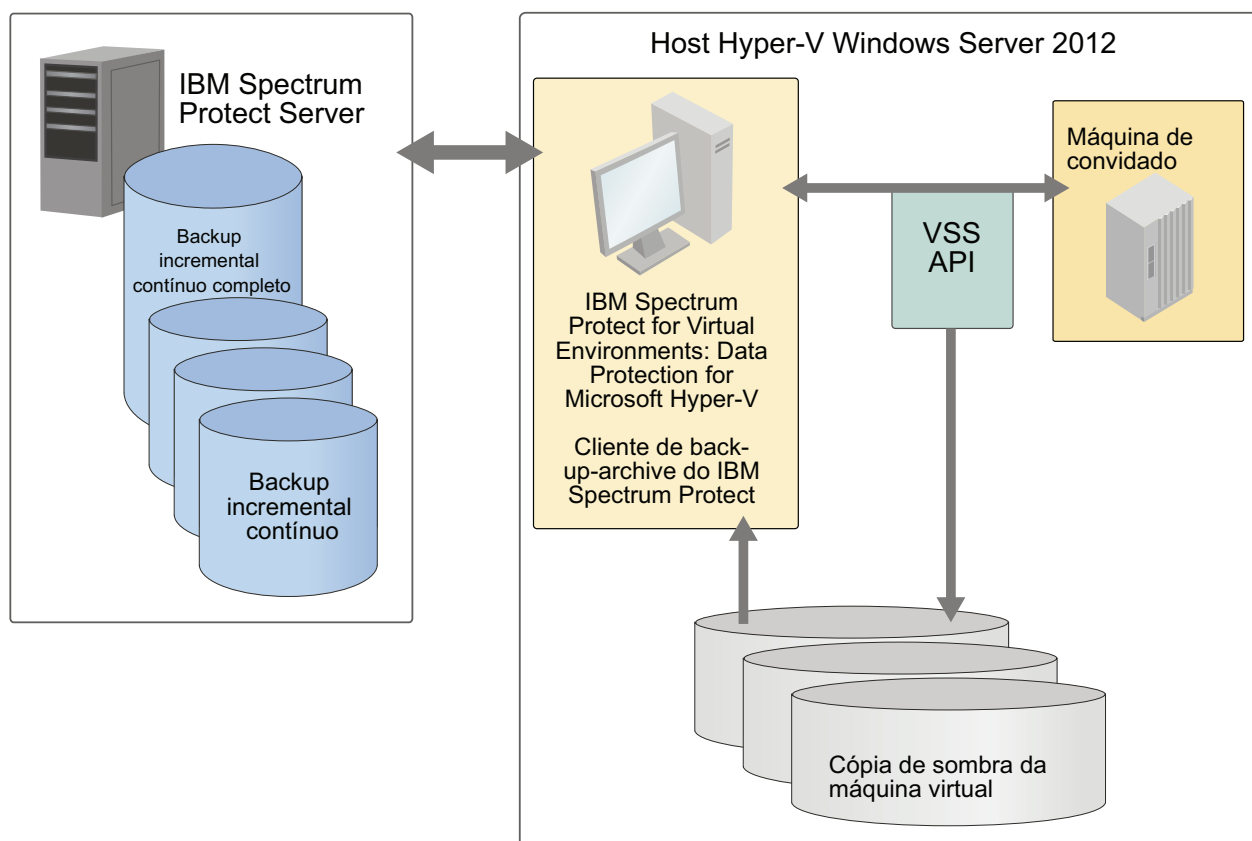 IBM Spectrum
Protect Server
Backup
incremental
contínuo completo
Backup
incremental
contínuo
Host Hyper-V Windows Server 2012
IBM Spectrum
Protect for Virtual
Environments: Data
Protection for
Microsoft Hyper-V
Cliente de back-
up-archive do IBM
Spectrum Protect
VSS
API
Máquina de
convidado
Cópia de sombra da
máquina virtual